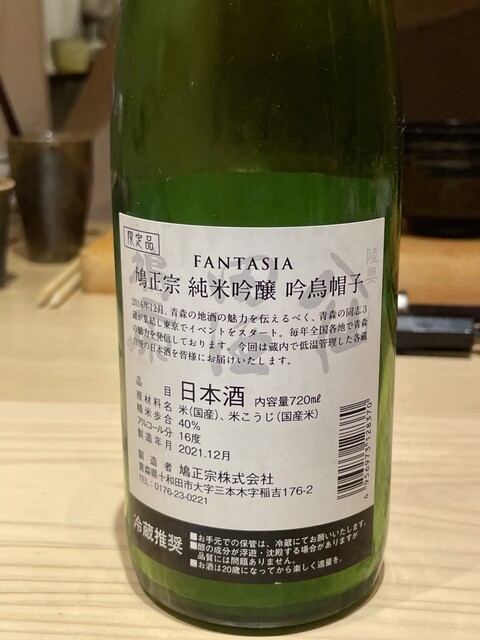 限定品
FANTASIA
鳩正宗 純米吟醸 吟烏帽子
2016年12月、青森の地酒の魅力を伝えるべく、青森の同志3
蔵が集結し東京でイベントをスタート。毎年全国各地で青森
の魅力を発信しております。今回は蔵内で低温管理した各蔵
自慢の日本酒を皆様にお届けいたします。
品目 日本酒 内容量720㎖
原材料名 米(国産)、米こうじ(国産米)
精米歩合 40%
アルコール分 16度
製造年月 2021.12月
製造者 鳩正宗株式会社
青森県十和田市大字三本木字稲吉176-2
TEL:0176-23-0221
4 956973 128370
冷蔵推奨
■お手元での保管は、冷蔵にてお願いいたします。
■醪の成分が浮遊・沈殿する場合がありますが
品質には問題ありません。
■お酒は20歳になってから楽しく適量を。
陸奥